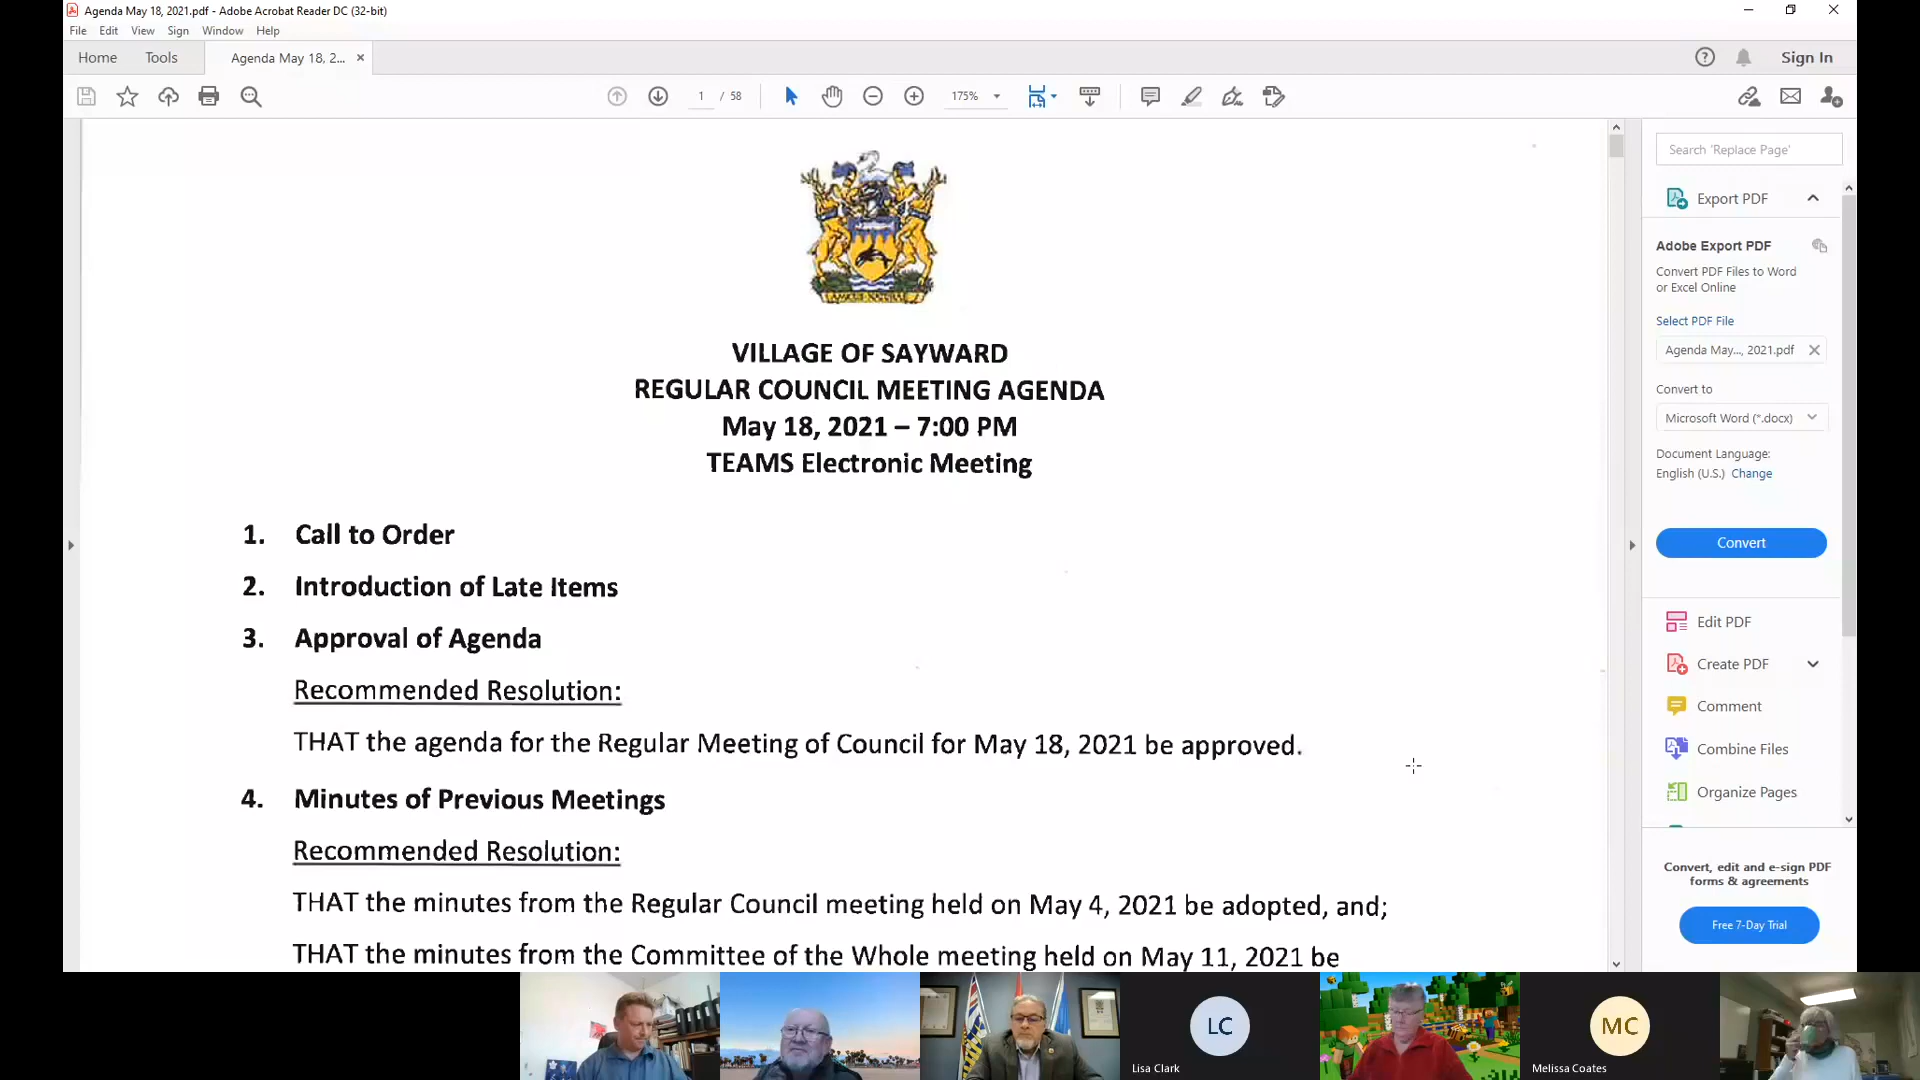 Agenda May 18, 2021.pdf - Adobe Acrobat Reader DC (32-bit)
File Edit View Sign Window Help
Home Tools Agenda May 18, 2... × Sign In
1 / 58 175%
VILLAGE OF SAYWARD
REGULAR COUNCIL MEETING AGENDA
May 18, 2021 – 7:00 PM
TEAMS Electronic Meeting
1. Call to Order
2. Introduction of Late Items
3. Approval of Agenda
Recommended Resolution:
THAT the agenda for the Regular Meeting of Council for May 18, 2021 be approved.
4. Minutes of Previous Meetings
Recommended Resolution:
THAT the minutes from the Regular Council meeting held on May 4, 2021 be adopted, and;
THAT the minutes from the Committee of the Whole meeting held on May 11, 2021 be
Search 'Replace Page'
Export PDF
Adobe Export PDF
Convert PDF Files to Word
or Excel Online
Select PDF File
Agenda May..., 2021.pdf
Convert to
Microsoft Word (*.docx)
Document Language:
English (U.S.) Change
Convert
Edit PDF
Create PDF
Comment
Combine Files
Organize Pages
Convert, edit and e-sign PDF
forms & agreements
Free 7-Day Trial
LC
Lisa Clark
MC
Melissa Coates